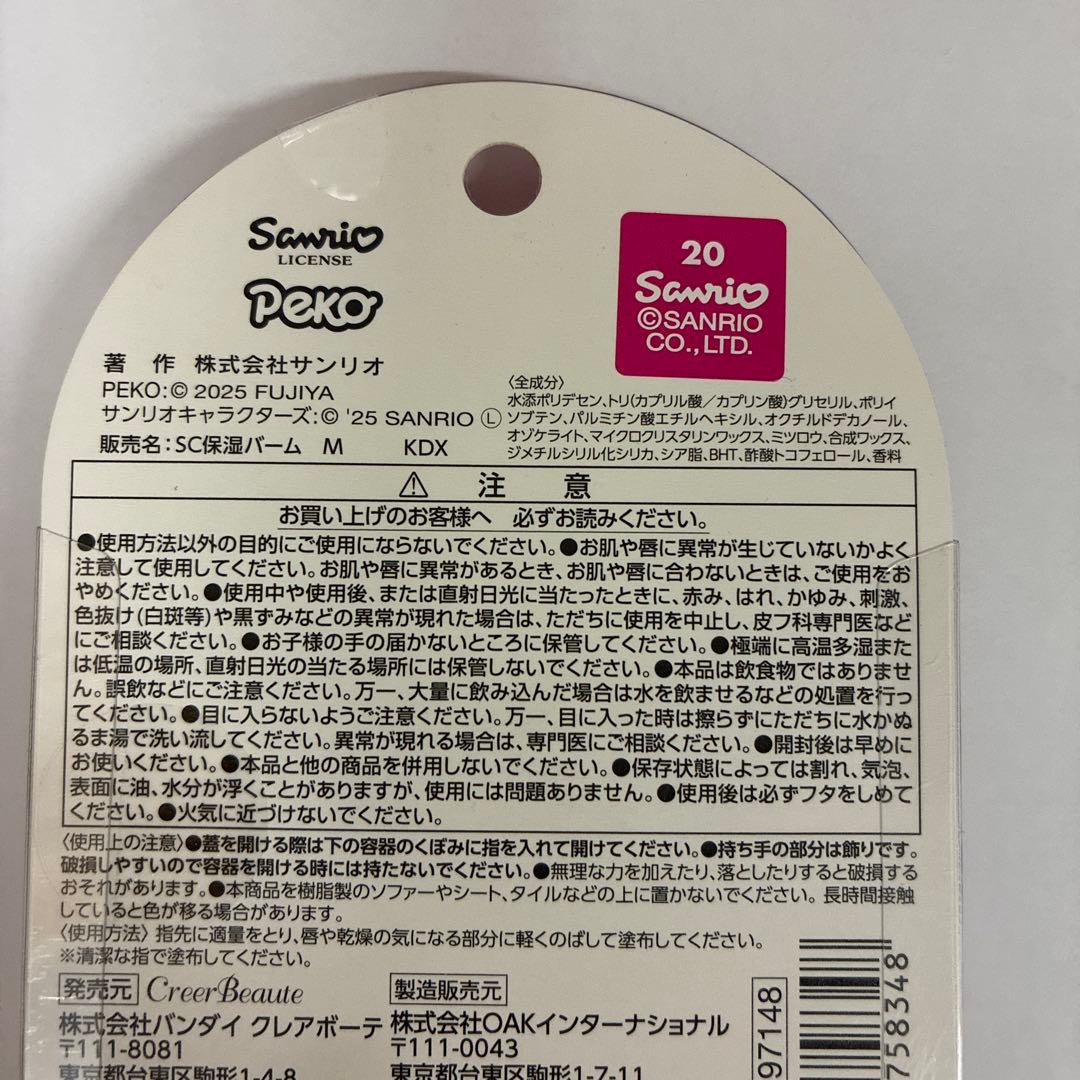 Sanrio
LICENSE
PeKO
20
Sanrio
©SANRIO
CO.,LTD.
著 作 株式会社サンリオ
PEKO:© 2025 FUJIYA
サンリオキャラクターズ:© '25 SANRIO Ⓛ
販売名:SC保湿バーム M KDX
〈全成分〉
水添ポリデセン、トリ(カプリル酸/カプリン酸)グリセリル、ポリイ
ソブテン、パルミチン酸エチルヘキシル、オクチルドデカノール、
オゾケライト、マイクロクリスタリンワックス、ミツロウ、合成ワックス、
ジメチルシリル化シリカ、シア脂、BHT、酢酸トコフェロール、香料
⚠ 注 意
お買い上げのお客様へ 必ずお読みください。
●使用方法以外の目的にご使用にならないでください。●お肌や唇に異常が生じていないかよく
注意して使用してください。お肌や唇に異常があるとき、お肌や唇に合わないときは、ご使用をお
やめください。●使用中や使用後、または直射日光に当たったときに、赤み、はれ、かゆみ、刺激、
色抜け(白斑等)や黒ずみなどの異常が現れた場合は、ただちに使用を中止し、皮フ科専門医など
にご相談ください。●お子様の手の届かないところに保管してください。●極端に高温多湿また
は低温の場所、直射日光の当たる場所には保管しないでください。●本品は飲食物ではありませ
ん。誤飲などにご注意ください。万一、大量に飲み込んだ場合は水を飲ませるなどの処置を行っ
てください。●目に入らないようご注意ください。万一、目に入った時は擦らずにただちに水かぬ
るま湯で洗い流してください。異常が現れる場合は、専門医にご相談ください。●開封後は早めに
お使いください。●本品と他の商品を併用しないでください。●保存状態によっては割れ、気泡、
表面に油、水分が浮くことがありますが、使用には問題ありません。●使用後は必ずフタをしめて
ください。●火気に近づけないでください。
〈使用上の注意〉●蓋を開ける際は下の容器のくぼみに指を入れて開けてください。●持ち手の部分は飾りです。
破損しやすいので容器を開ける時には持たないでください。●無理な力を加えたり、落としたりすると破損する
おそれがあります。●本商品を樹脂製のソファーやシート、タイルなどの上に置かないでください。長時間接触
していると色が移る場合があります。
〈使用方法〉指先に適量をとり、唇や乾燥の気になる部分に軽くのばして塗布してください。
※清潔な指で塗布してください。
発売元 CreerBeaute
株式会社バンダイ クレアボーテ
〒111-8081
東京都台東区駒形1-4-8
製造販売元
株式会社OAKインターナショナル
〒111-0043
東京都台東区駒形1-7-11
97148
758348